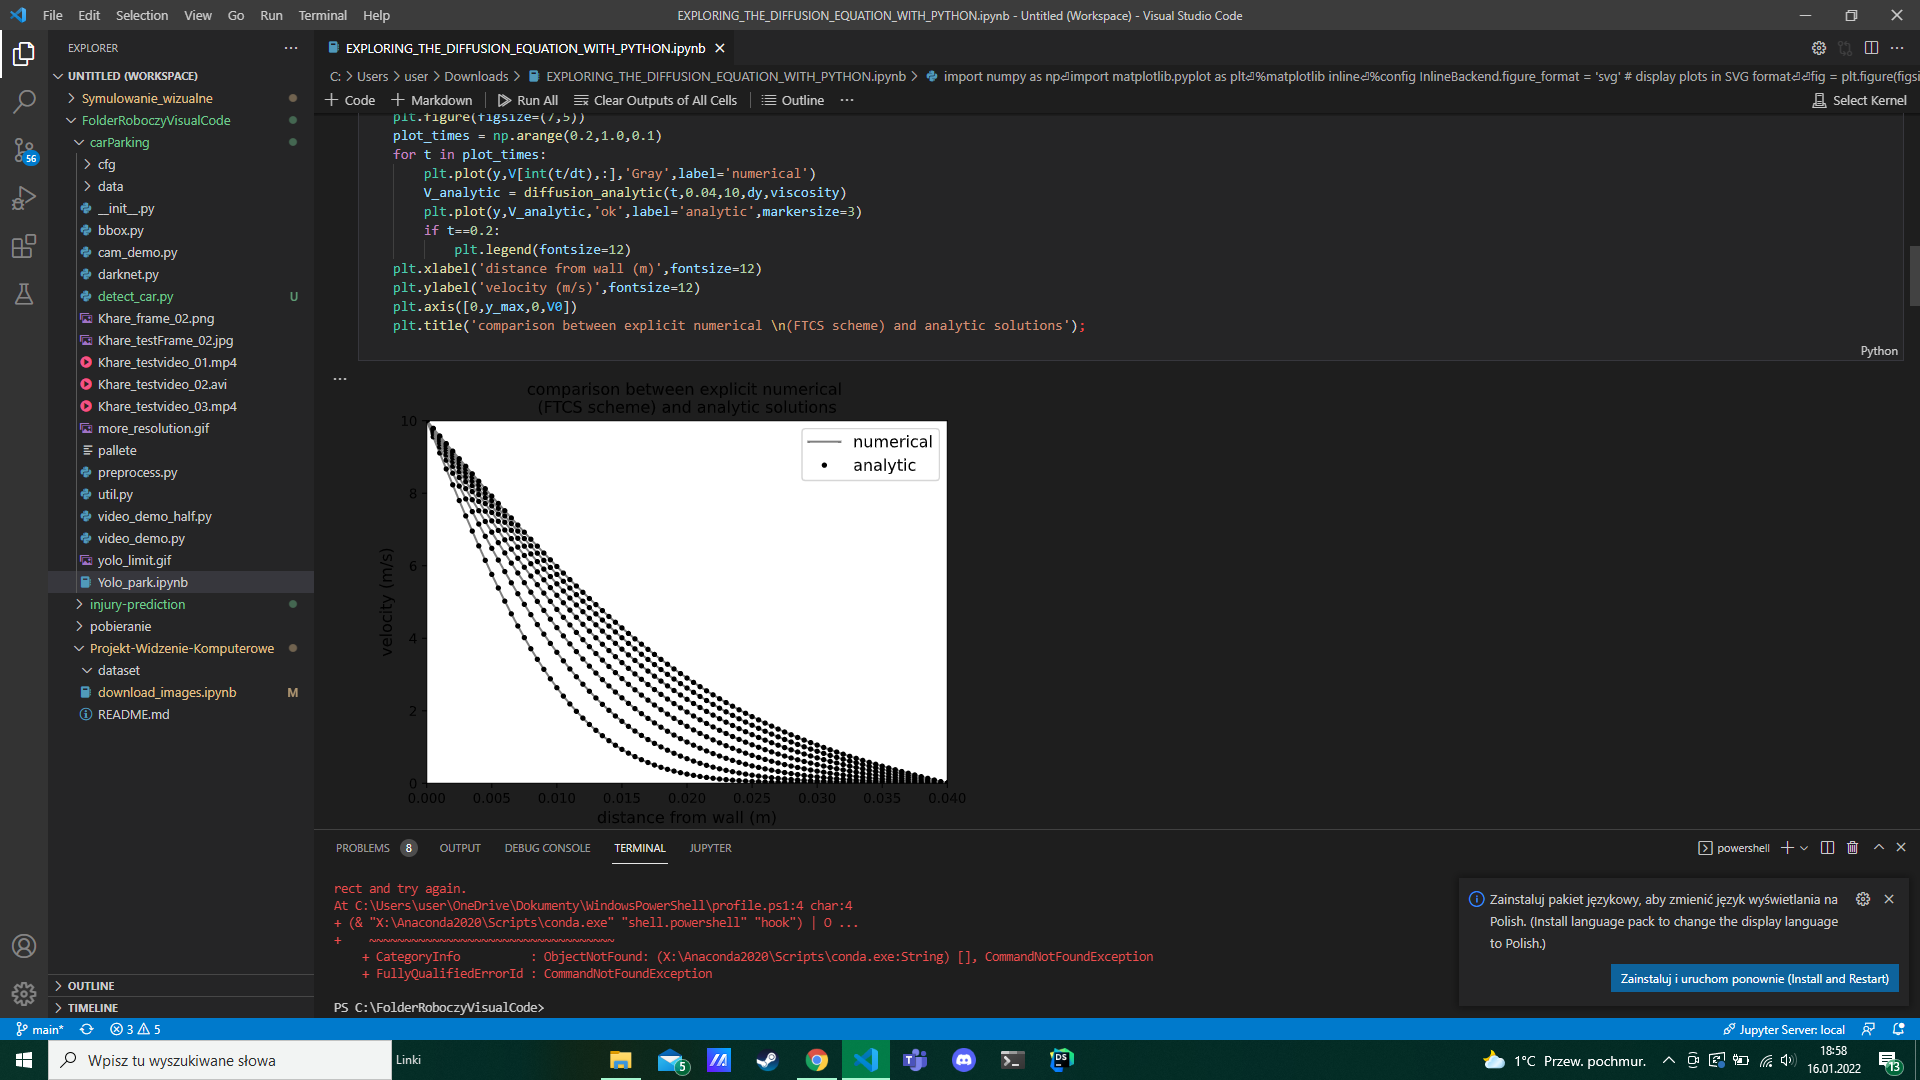 File Edit Selection View Go Run Terminal Help
EXPLORING_THE_DIFFUSION_EQUATION_WITH_PYTHON.ipynb - Untitled (Workspace) - Visual Studio Code
EXPLORER
UNTITLED (WORKSPACE)
Symulowanie_wizualne
FolderRoboczyVisualCode
carParking
cfg
data
__init__.py
bbox.py
cam_demo.py
darknet.py
detect_car.py U
Khare_frame_02.png
Khare_testFrame_02.jpg
Khare_testvideo_01.mp4
Khare_testvideo_02.avi
Khare_testvideo_03.mp4
more_resolution.gif
pallete
preprocess.py
util.py
video_demo_half.py
video_demo.py
yolo_limit.gif
Yolo_park.ipynb
injury-prediction
pobieranie
Projekt-Widzenie-Komputerowe
dataset
download_images.ipynb M
README.md
OUTLINE
TIMELINE
56
EXPLORING_THE_DIFFUSION_EQUATION_WITH_PYTHON.ipynb
C: > Users > user > Downloads > EXPLORING_THE_DIFFUSION_EQUATION_WITH_PYTHON.ipynb > import numpy as np⏎import matplotlib.pyplot as plt⏎%matplotlib inline⏎%config InlineBackend.figure_format = 'svg' # display plots in SVG format⏎⏎fig = plt.figure(figsi
+ Code + Markdown Run All Clear Outputs of All Cells Outline ... Select Kernel
plt.figure(figsize=(7,5))
plot_times = np.arange(0.2,1.0,0.1)
for t in plot_times:
plt.plot(y,V[int(t/dt),:],'Gray',label='numerical')
V_analytic = diffusion_analytic(t,0.04,10,dy,viscosity)
plt.plot(y,V_analytic,'ok',label='analytic',markersize=3)
if t==0.2:
plt.legend(fontsize=12)
plt.xlabel('distance from wall (m)',fontsize=12)
plt.ylabel('velocity (m/s)',fontsize=12)
plt.axis([0,y_max,0,V0])
plt.title('comparison between explicit numerical \n(FTCS scheme) and analytic solutions');
Python
...
comparison between explicit numerical
(FTCS scheme) and analytic solutions
numerical
analytic
velocity (m/s)
10
8
6
4
2
0
0.000 0.005 0.010 0.015 0.020 0.025 0.030 0.035 0.040
distance from wall (m)
PROBLEMS 8 OUTPUT DEBUG CONSOLE TERMINAL JUPYTER
powershell
rect and try again.
At C:\Users\user\OneDrive\Dokumenty\WindowsPowerShell\profile.ps1:4 char:4
+ (& "X:\Anaconda2020\Scripts\conda.exe" "shell.powershell" "hook") | O ...
+ ~~~~~~~~~~~~~~~~~~~~~~~~~~~~~~~~~~~~
+ CategoryInfo : ObjectNotFound: (X:\Anaconda2020\Scripts\conda.exe:String) [], CommandNotFoundException
+ FullyQualifiedErrorId : CommandNotFoundException
PS C:\FolderRoboczyVisualCode>
Zainstaluj pakiet językowy, aby zmienić język wyświetlania na
Polish. (Install language pack to change the display language
to Polish.)
Zainstaluj i uruchom ponownie (Install and Restart)
main* 3 5
Jupyter Server: local
Wpisz tu wyszukiwane słowa
Linki
5
DS
1°C Przew. pochmur.
18:58
16.01.2022
13